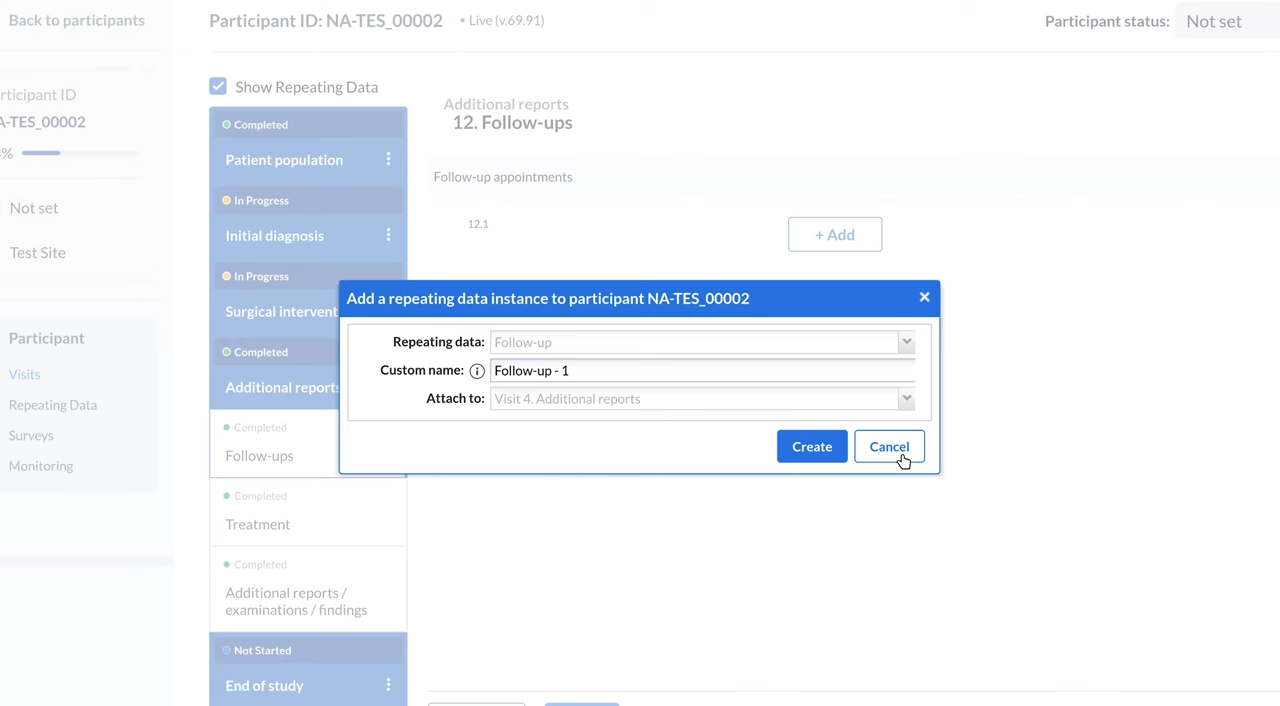 Back to participants
Participant ID: NA-TES_00002
Live (v.69.91)
Participant status:
Not set
rticipant ID
A-TES_00002
%
Not set
Test Site
Participant
Visits
Repeating Data
Surveys
Monitoring
Show Repeating Data
Completed
Patient population
In Progress
Initial diagnosis
In Progress
Surgical intervent
Completed
Additional reports
Completed
Follow-ups
Completed
Treatment
Completed
Additional reports /
examinations / findings
Not Started
End of study
Additional reports
12. Follow-ups
Follow-up appointments
12.1
+ Add
Add a repeating data instance to participant NA-TES_00002
Repeating data:
Follow-up
Custom name:
Follow-up - 1
Attach to:
Visit 4. Additional reports
Create
Cancel